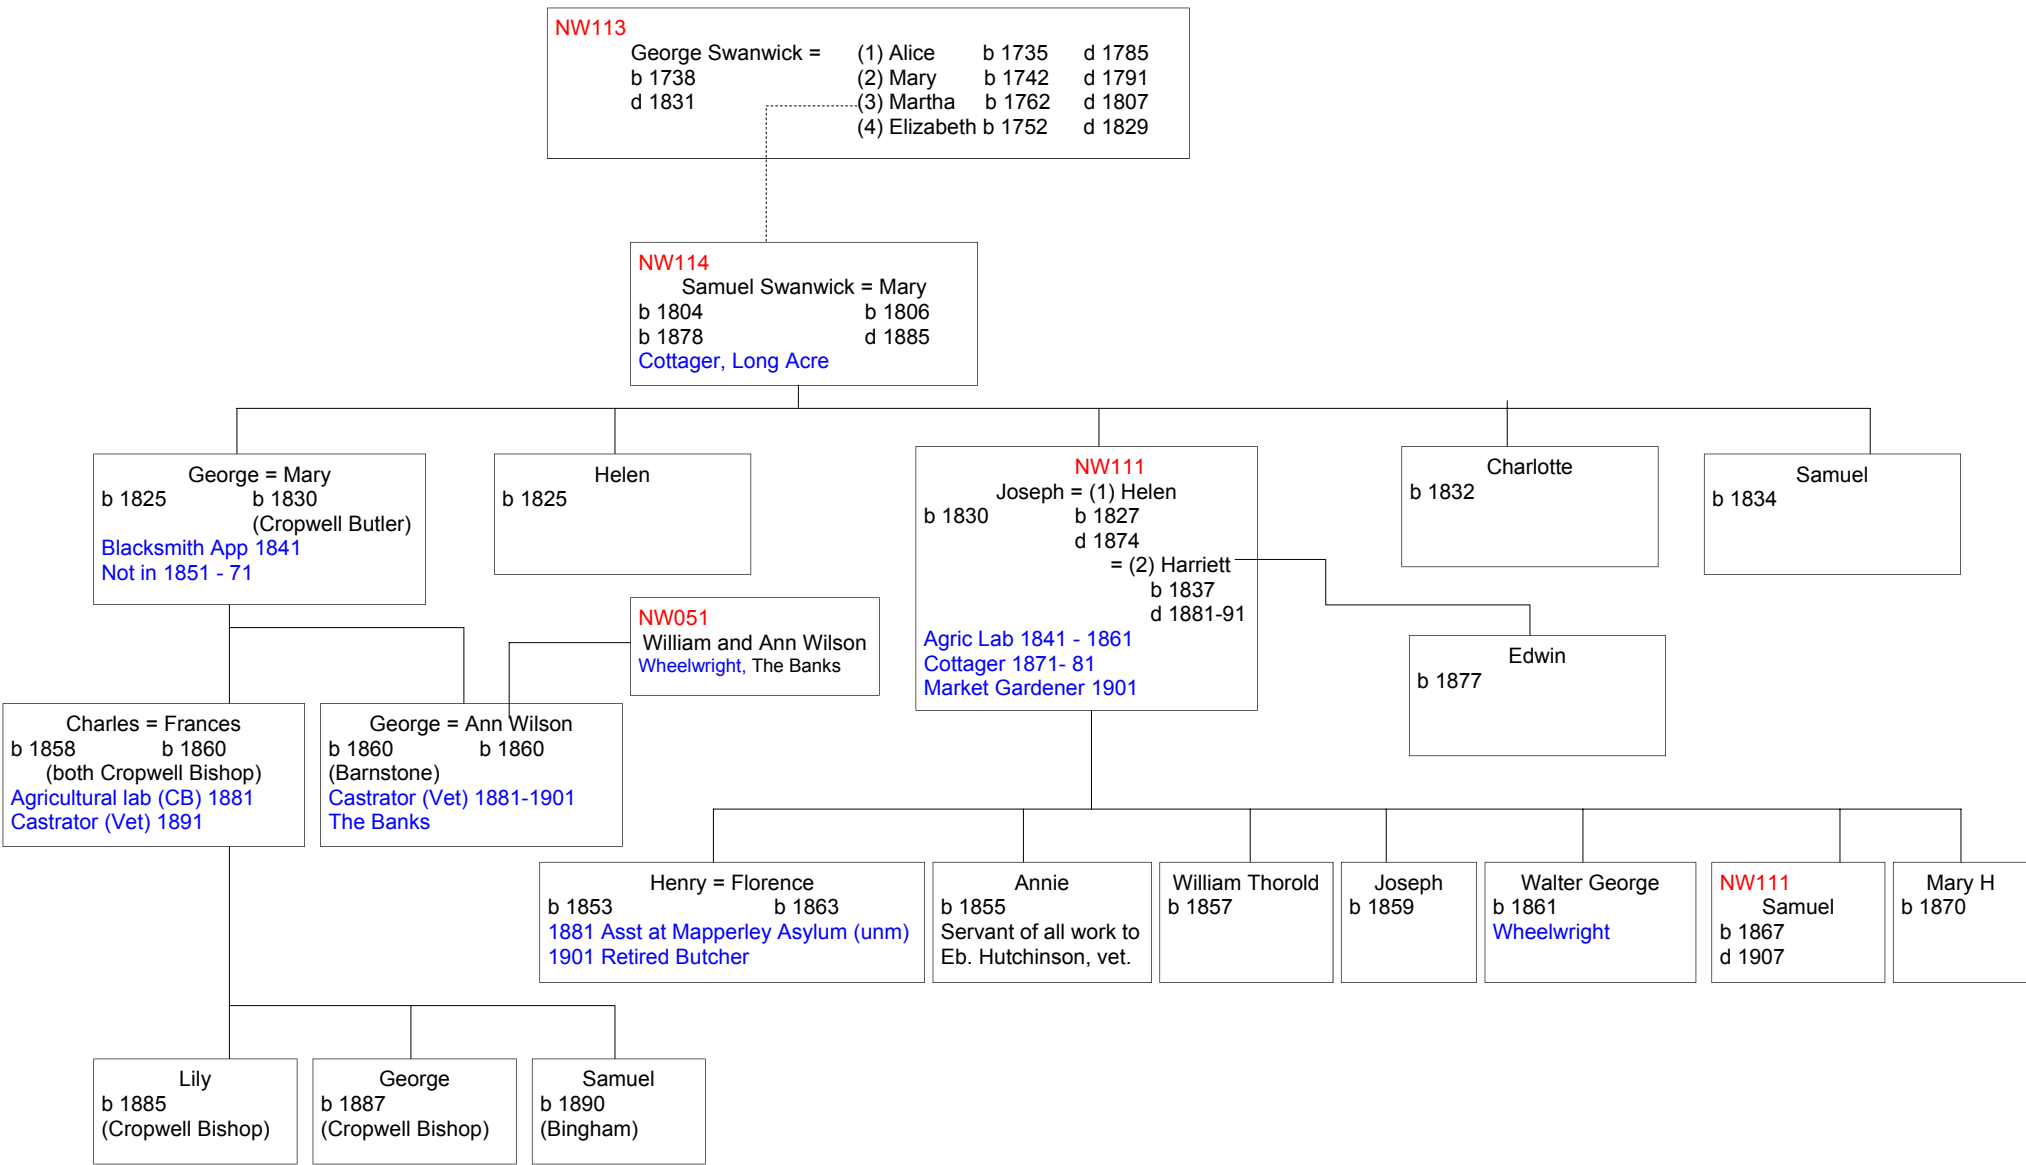 NW113
George Swanwick = (1) Alice b 1735 d 1785
b 1738 (2) Mary b 1742 d 1791
d 1831 (3) Martha b 1762 d 1807
(4) Elizabeth b 1752 d 1829
NW114
Samuel Swanwick = Mary
b 1804 b 1806
b 1878 d 1885
Cottager, Long Acre
George = Mary
b 1825 b 1830
(Cropwell Butler)
Blacksmith App 1841
Not in 1851 - 71
Helen
b 1825
NW111
Joseph = (1) Helen
b 1830 b 1827
d 1874
= (2) Harriett
b 1837
d 1881-91
Agric Lab 1841 - 1861
Cottager 1871- 81
Market Gardener 1901
Charlotte
b 1832
Samuel
b 1834
NW051
William and Ann Wilson
Wheelwright, The Banks
Edwin
b 1877
Charles = Frances
b 1858 b 1860
(both Cropwell Bishop)
Agricultural lab (CB) 1881
Castrator (Vet) 1891
George = Ann Wilson
b 1860 b 1860
(Barnstone)
Castrator (Vet) 1881-1901
The Banks
Henry = Florence
b 1853 b 1863
1881 Asst at Mapperley Asylum (unm)
1901 Retired Butcher
Annie
b 1855
Servant of all work to
Eb. Hutchinson, vet.
William Thorold
b 1857
Joseph
b 1859
Walter George
b 1861
Wheelwright
NW111
Samuel
b 1867
d 1907
Mary H
b 1870
Lily
b 1885
(Cropwell Bishop)
George
b 1887
(Cropwell Bishop)
Samuel
b 1890
(Bingham)